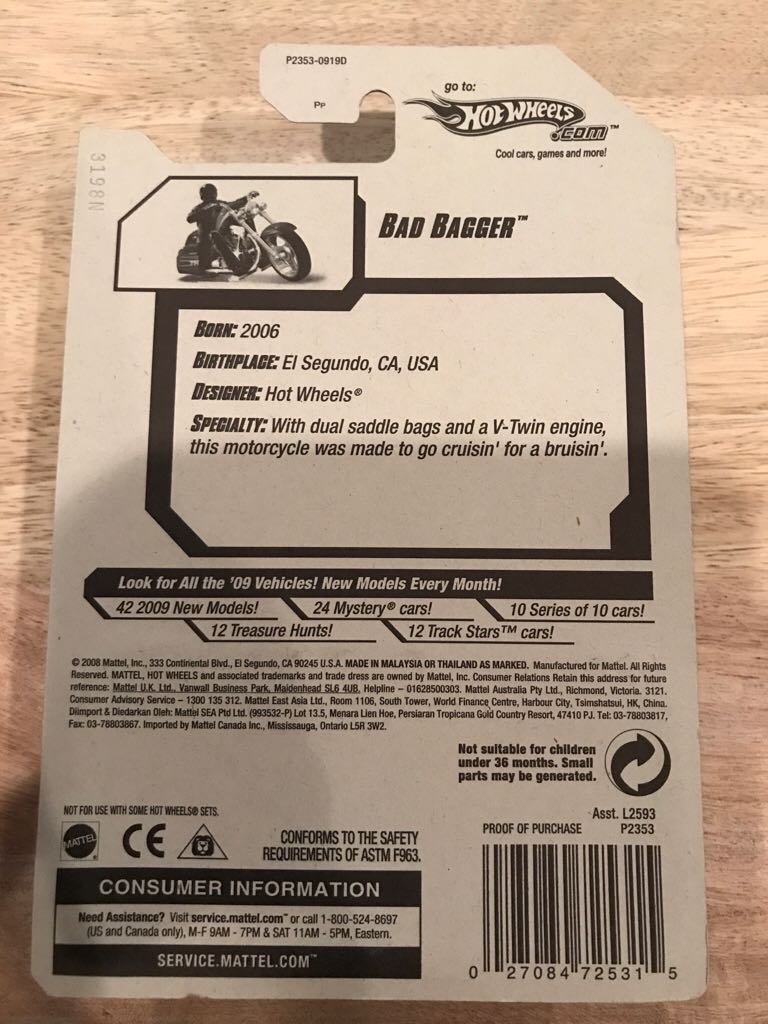 P2353-0919D
Pp
go to:
HOT WHEELS
.COM™
Cool cars, games and more!
3198N
BAD BAGGER™
BORN: 2006
BIRTHPLACE: El Segundo, CA, USA
DESIGNER: Hot Wheels®
SPECIALTY: With dual saddle bags and a V-Twin engine,
this motorcycle was made to go cruisin' for a bruisin'.
Look for All the '09 Vehicles! New Models Every Month!
42 2009 New Models! 24 Mystery® cars! 10 Series of 10 cars!
12 Treasure Hunts! 12 Track Stars™ cars!
© 2008 Mattel, Inc., 333 Continental Blvd., El Segundo, CA 90245 U.S.A. MADE IN MALAYSIA OR THAILAND AS MARKED. Manufactured for Mattel. All Rights
Reserved. MATTEL, HOT WHEELS and associated trademarks and trade dress are owned by Mattel, Inc. Consumer Relations Retain this address for future
reference: Mattel U.K. Ltd., Vanwall Business Park, Maidenhead SL6 4UB, Helpline – 01628500303. Mattel Australia Pty Ltd., Richmond, Victoria. 3121.
Consumer Advisory Service – 1300 135 312. Mattel East Asia Ltd., Room 1106, South Tower, World Finance Centre, Harbour City, Tsimshatsui, HK, China.
Diimport & Diedarkan Oleh: Mattel SEA Ptd Ltd. (993532-P) Lot 13.5, Menara Lien Hoe, Persiaran Tropicana Gold Country Resort, 47410 PJ. Tel: 03-78803817,
Fax: 03-78803867. Imported by Mattel Canada Inc., Mississauga, Ontario L5R 3W2.
Not suitable for children
under 36 months. Small
parts may be generated.
NOT FOR USE WITH SOME HOT WHEELS® SETS.
MATTEL
CE
CONFORMS TO THE SAFETY
REQUIREMENTS OF ASTM F963.
Asst. L2593
PROOF OF PURCHASE P2353
CONSUMER INFORMATION
Need Assistance? Visit service.mattel.com™ or call 1-800-524-8697
(US and Canada only), M-F 9AM - 7PM & SAT 11AM - 5PM, Eastern.
SERVICE.MATTEL.COM™
0 27084 72531 5